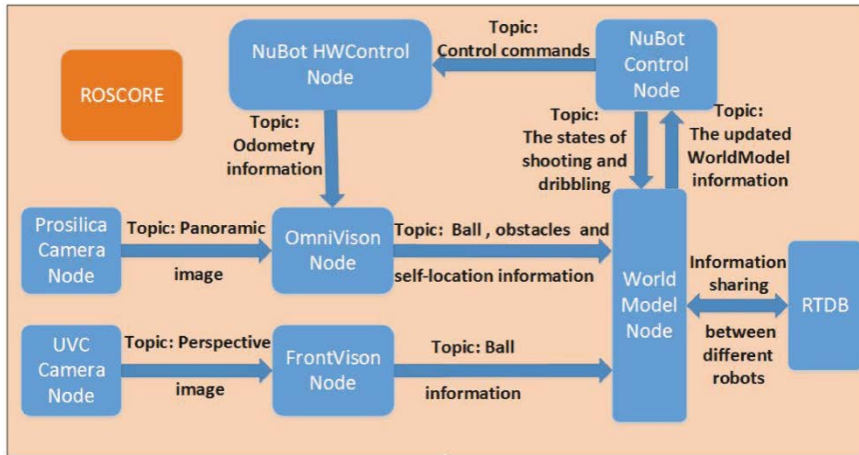 ROSCORE
NuBot HWControl
Node
Topic:
Control commands
NuBot
Control
Node
Topic:
Odometry
information
Topic:
The states of
shooting and
dribbling
Topic:
The updated
WorldModel
information
Prosilica
Camera
Node
Topic: Panoramic
image
OmniVison
Node
Topic: Ball , obstacles and
self-location information
World
Model
Node
Information
sharing
between
different
robots
RTDB
UVC
Camera
Node
Topic: Perspective
image
FrontVison
Node
Topic: Ball
information